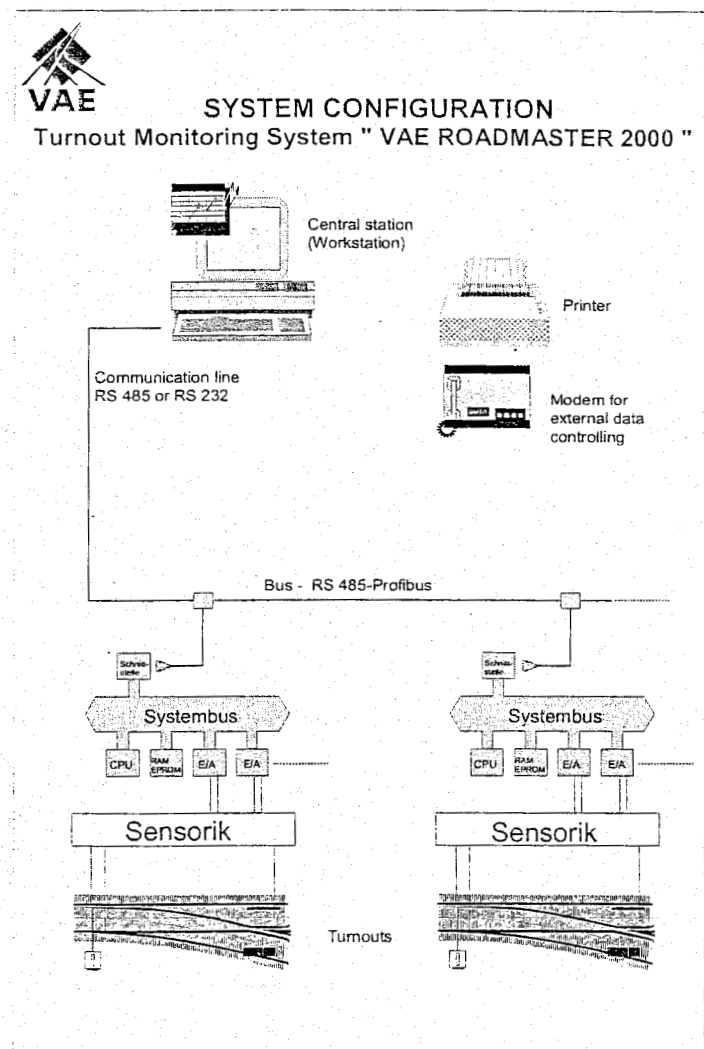 VAE
SYSTEM CONFIGURATION
Turnout Monitoring System " VAE ROADMASTER 2000 "
Central station
(Workstation)
Printer
Communication line
RS 485 or RS 232
Modem for
external data
controlling
Bus - RS 485-Profibus
Schnitt-
stelle
Systembus
CPU
RAM
EPROM
E/A
E/A
Sensorik
Schnitt-
stelle
Systembus
CPU
RAM
EPROM
E/A
E/A
Sensorik
Turnouts